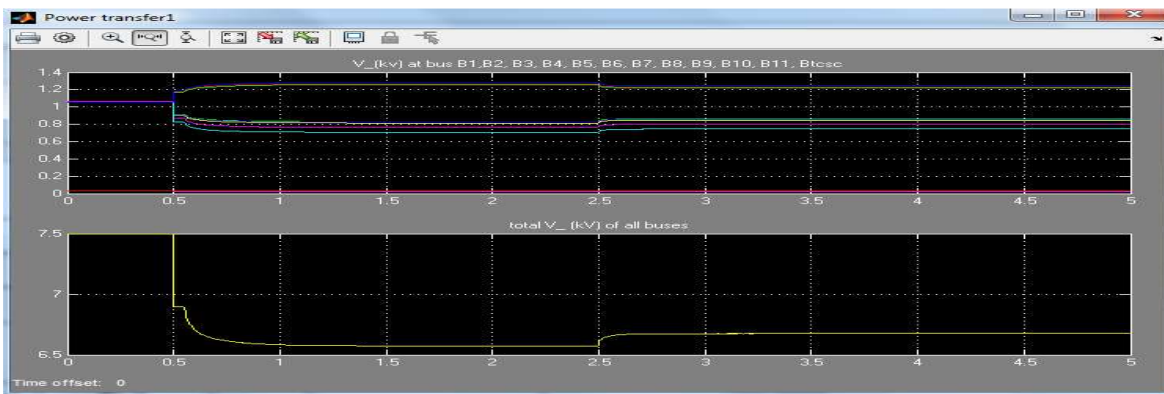 Power transfer1
V_(kv) at bus B1,B2, B3, B4, B5, B6, B7, B8, B9, B10, B11, Btcsc
1.4
1.2
1
0.8
0.6
0.4
0.2
0
0 0.5 1 1.5 2 2.5 3 3.5 4 4.5 5
total V_ (kV) of all buses
7.5
7
6.5
0 0.5 1 1.5 2 2.5 3 3.5 4 4.5 5
Time offset: 0